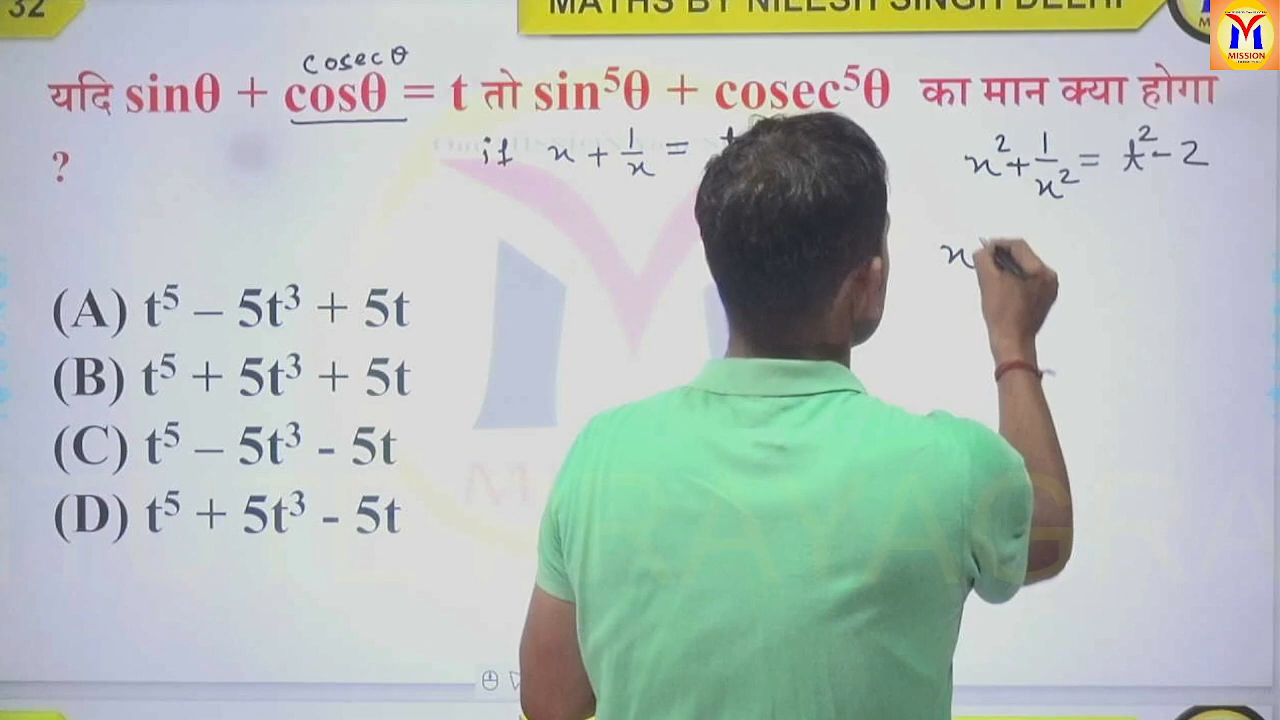 32
MATHS BY NILESH SINGH DELHI
MISSION
cosec θ
यदि sinθ + cosθ = t तो sin⁵θ + cosec⁵θ का मान क्या होगा
?
if x + 1/x = t
x² + 1/x² = t² - 2
x
(A) t⁵ – 5t³ + 5t
(B) t⁵ + 5t³ + 5t
(C) t⁵ – 5t³ - 5t
(D) t⁵ + 5t³ - 5t